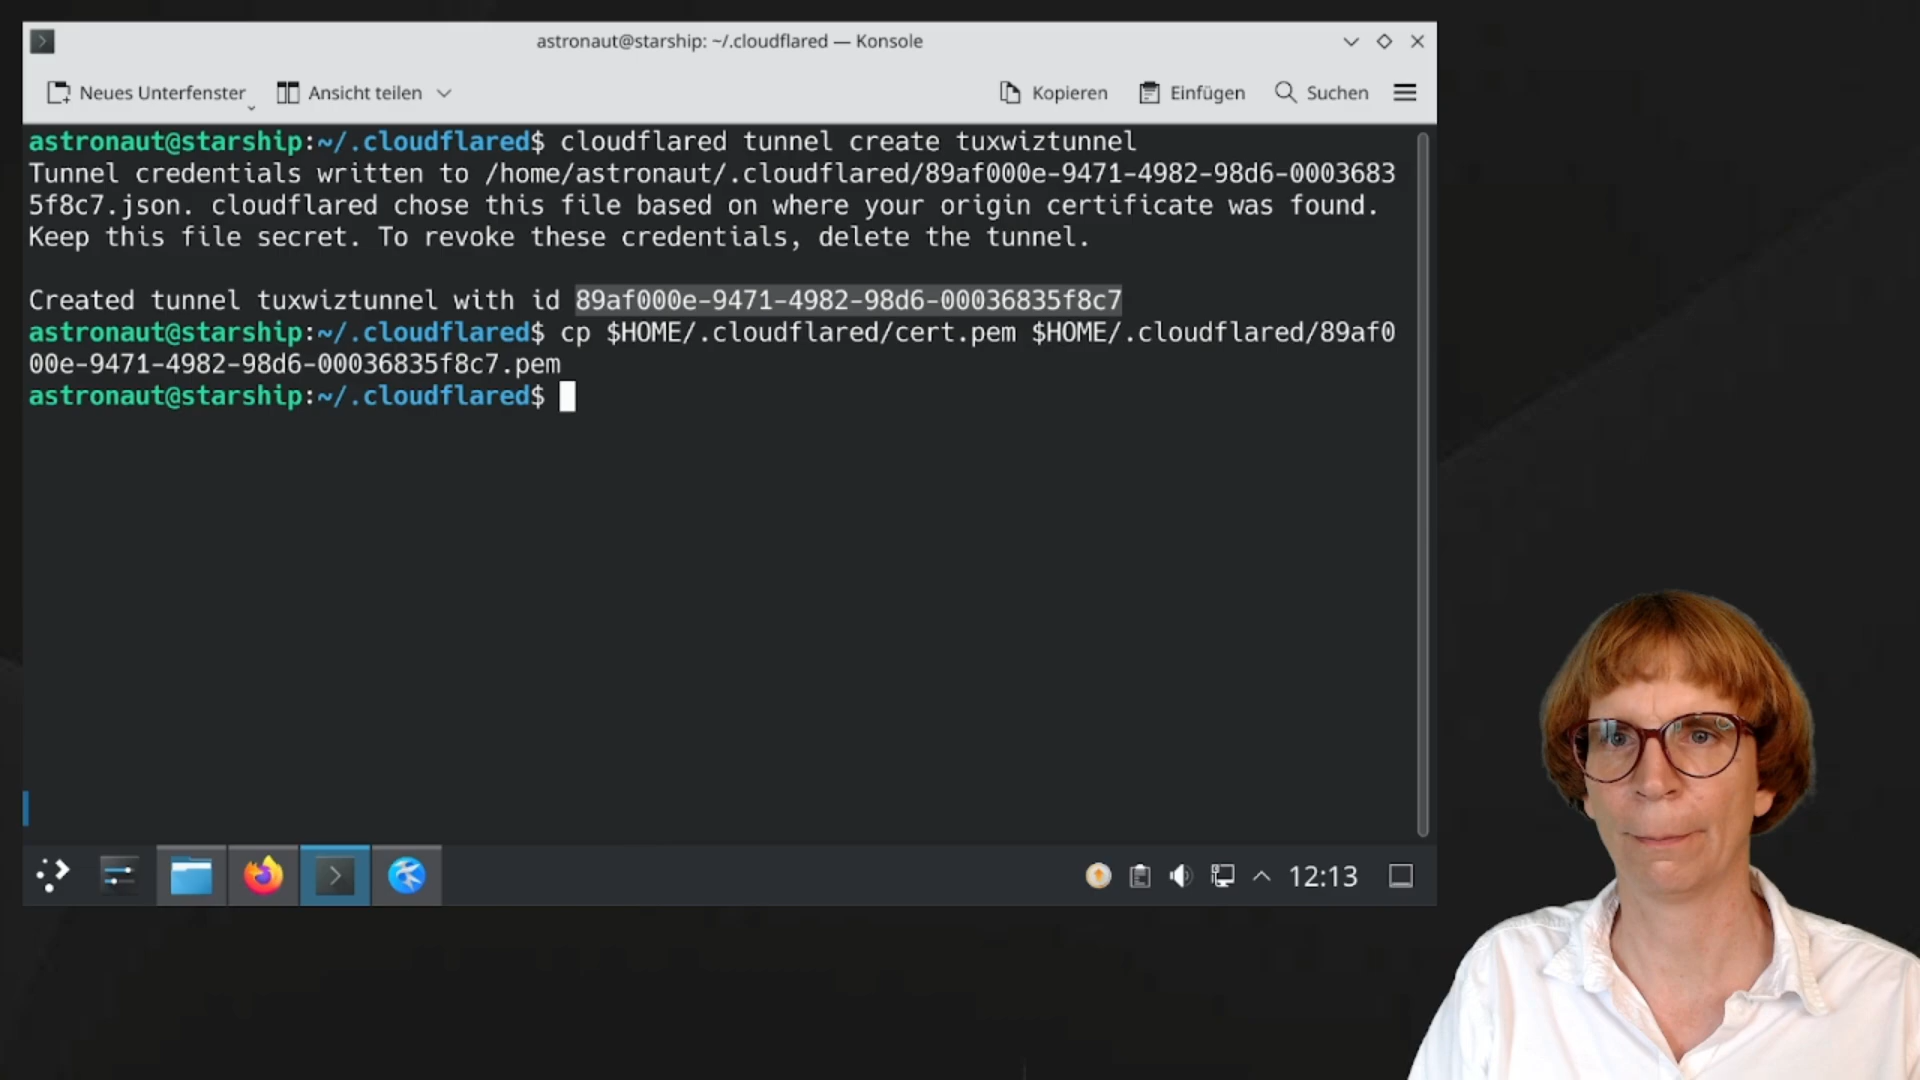 astronaut@starship: ~/.cloudflared — Konsole
Neues Unterfenster Ansicht teilen Kopieren Einfügen Suchen
astronaut@starship:~/.cloudflared$ cloudflared tunnel create tuxwiztunnel
Tunnel credentials written to /home/astronaut/.cloudflared/89af000e-9471-4982-98d6-0003683
5f8c7.json. cloudflared chose this file based on where your origin certificate was found.
Keep this file secret. To revoke these credentials, delete the tunnel.
Created tunnel tuxwiztunnel with id 89af000e-9471-4982-98d6-00036835f8c7
astronaut@starship:~/.cloudflared$ cp $HOME/.cloudflared/cert.pem $HOME/.cloudflared/89af0
00e-9471-4982-98d6-00036835f8c7.pem
astronaut@starship:~/.cloudflared$
12:13